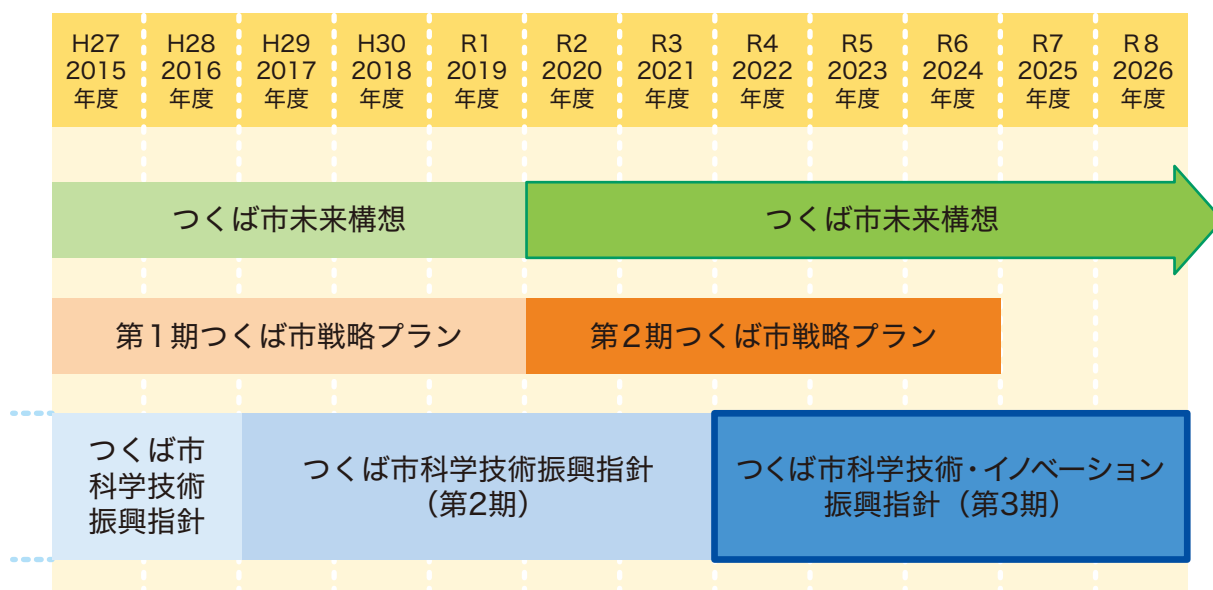 H27
2015
年度
H28
2016
年度
H29
2017
年度
H30
2018
年度
R1
2019
年度
R2
2020
年度
R3
2021
年度
R4
2022
年度
R5
2023
年度
R6
2024
年度
R7
2025
年度
R8
2026
年度
つくば市未来構想
つくば市未来構想
第1期つくば市戦略プラン
第2期つくば市戦略プラン
つくば市
科学技術
振興指針
つくば市科学技術振興指針
（第2期）
つくば市科学技術・イノベーション
振興指針（第3期）